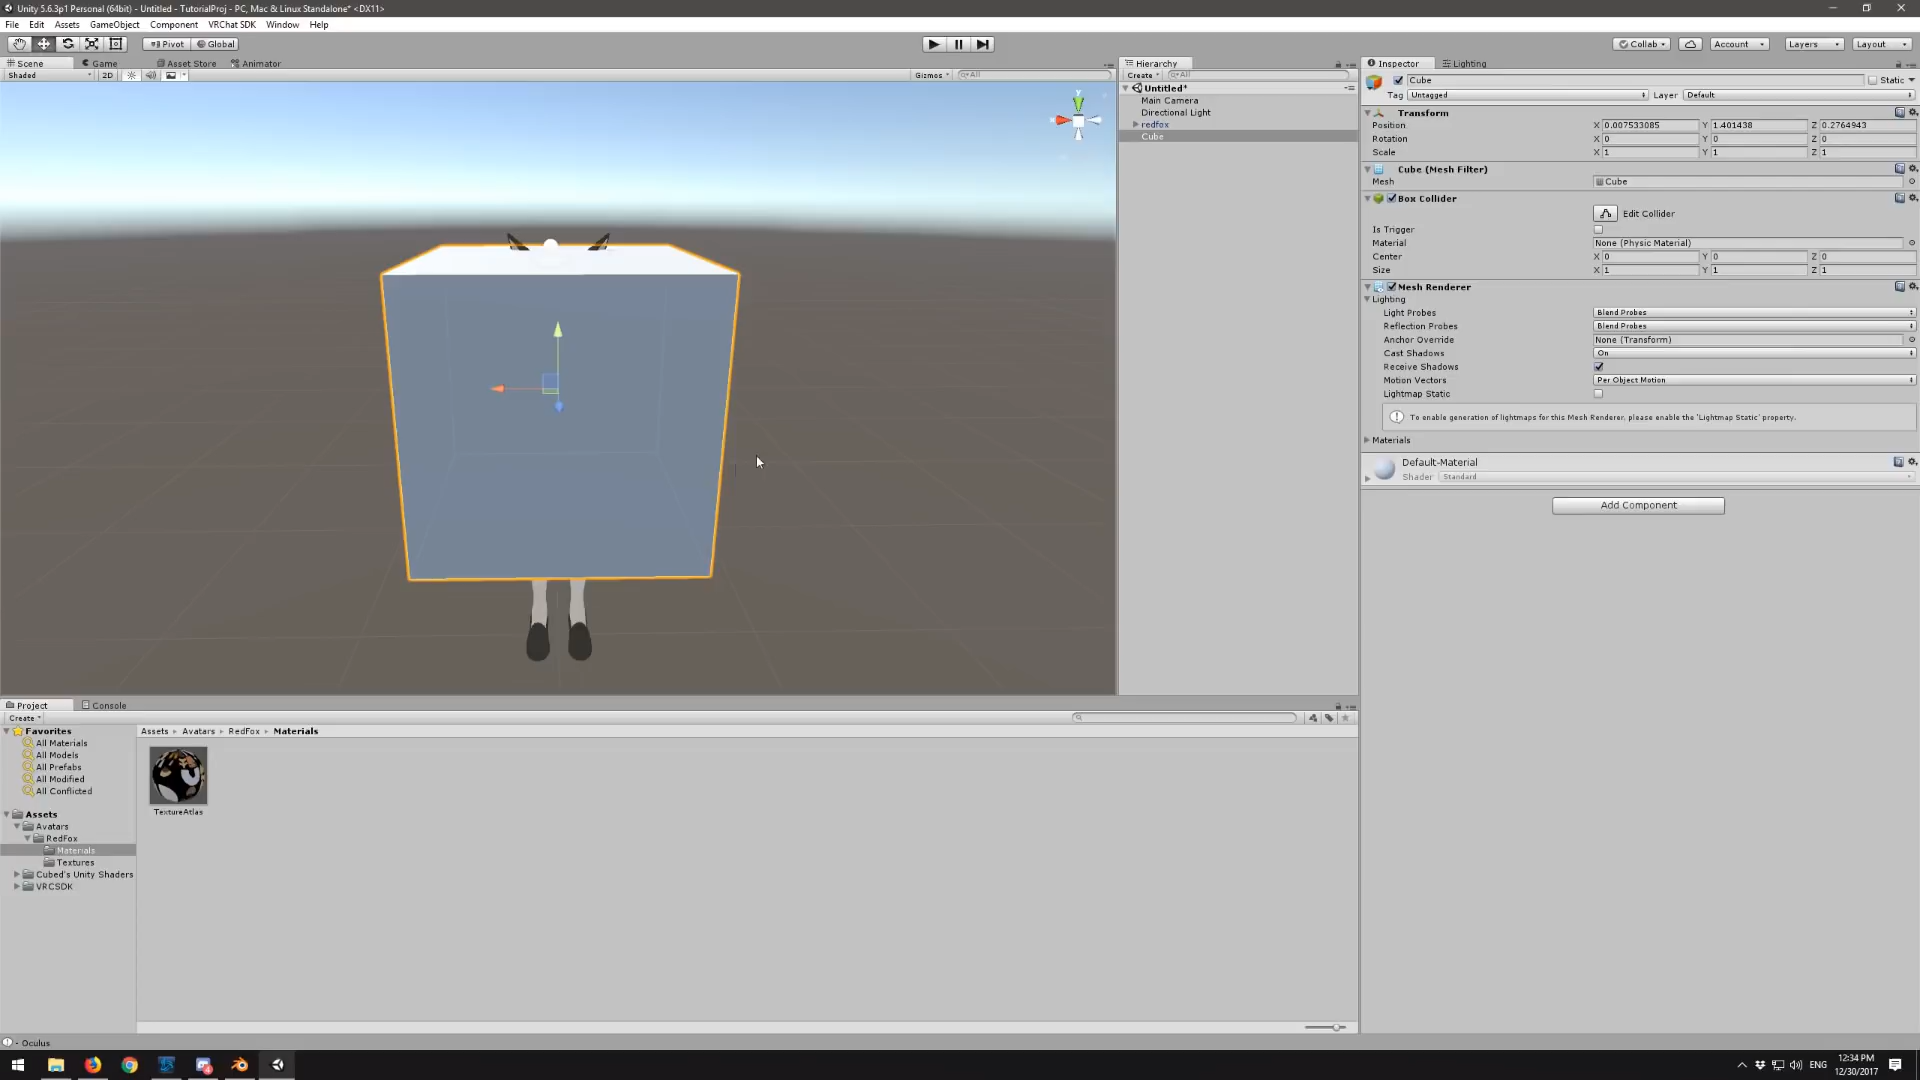 Unity 5.6.3p1 Personal (64bit) - Untitled - TutorialProj - PC, Mac & Linux Standalone* <DX11>
File Edit Assets GameObject Component VRChat SDK Window Help
Pivot Global Collab Account Layers Layout
Scene Game Asset Store Animator
Shaded 2D Gizmos All
Y
Hierarchy
Create All
Untitled*
Main Camera
Directional Light
redfox
Cube
Inspector Lighting
Cube Static
Tag Untagged Layer Default
Transform
Position X 0.007533085 Y 1.401438 Z 0.2764943
Rotation X 0 Y 0 Z 0
Scale X 1 Y 1 Z 1
Cube (Mesh Filter)
Mesh Cube
Box Collider
Edit Collider
Is Trigger
Material None (Physic Material)
Center X 0 Y 0 Z 0
Size X 1 Y 1 Z 1
Mesh Renderer
Lighting
Light Probes Blend Probes
Reflection Probes Blend Probes
Anchor Override None (Transform)
Cast Shadows On
Receive Shadows
Motion Vectors Per Object Motion
Lightmap Static
To enable generation of lightmaps for this Mesh Renderer, please enable the 'Lightmap Static' property.
Materials
Default-Material
Shader Standard
Add Component
Project Console
Create
Favorites
All Materials
All Models
All Prefabs
All Modified
All Conflicted
Assets
Avatars
RedFox
Materials
Textures
Cubed's Unity Shaders
VRCSDK
Assets Avatars RedFox Materials
TextureAtlas
- Oculus
ENG
12:34 PM
12/30/2017